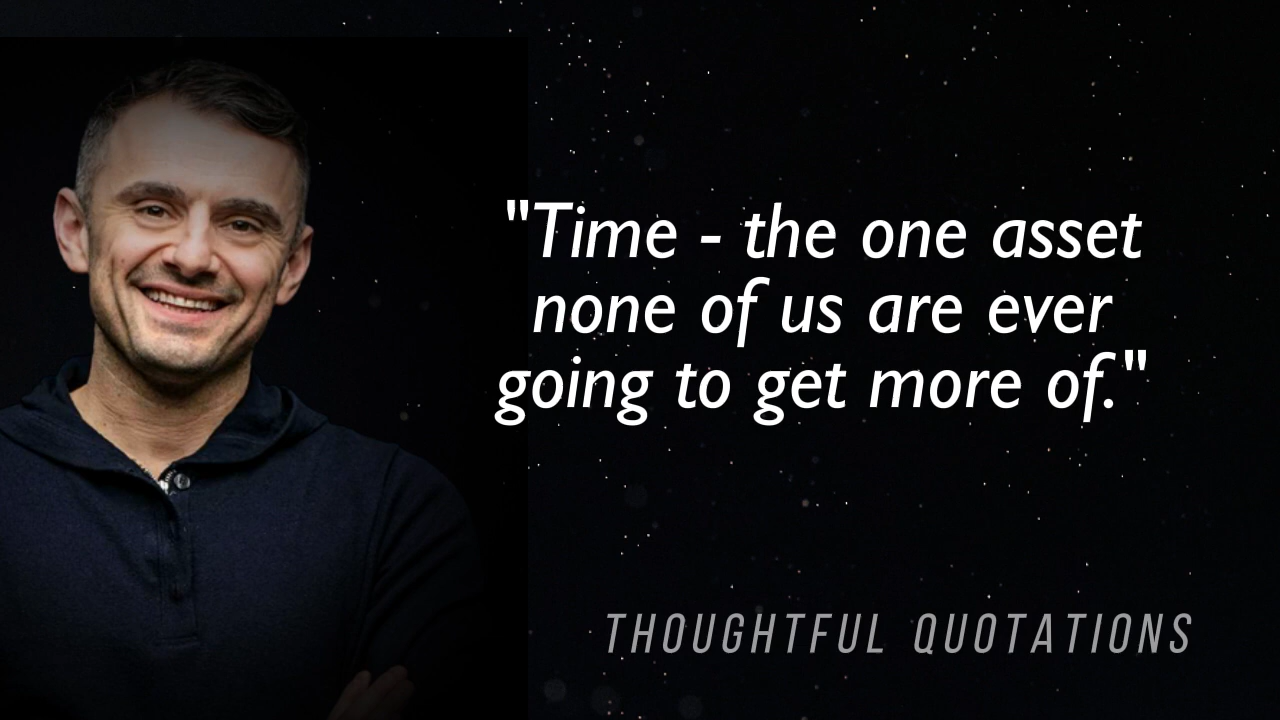 "Time - the one asset
none of us are ever
going to get more of."
THOUGHTFUL QUOTATIONS